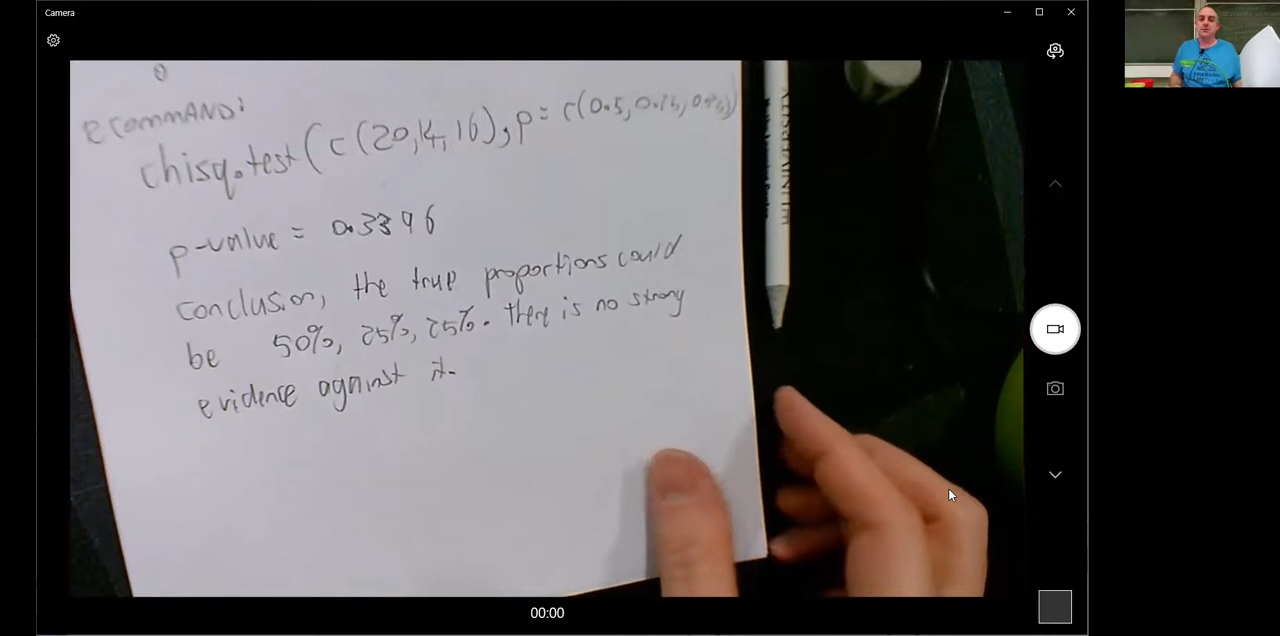 Camera
R COMMAND:
chisq.test(c(20,14,16), p = c(0.5, 0.25, 0.25))
p-value = 0.3396
conclusion, the true proportions could
be 50%, 25%, 25%. there is no strong
evidence against it.
00:00